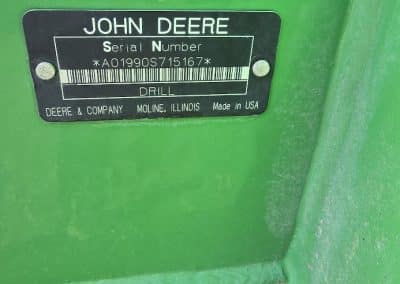 JOHN DEERE
Serial Number
*A01990S715167*
DRILL
DEERE & COMPANY MOLINE, ILLINOIS Made in USA